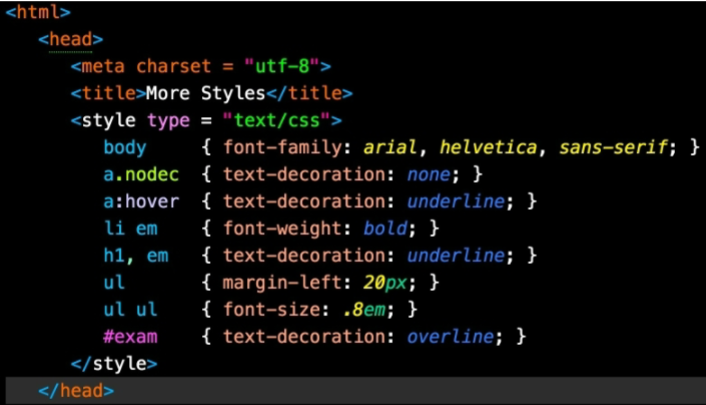 <html>
<head>
<meta charset = "utf-8">
<title>More Styles</title>
<style type = "text/css">
body { font-family: arial, helvetica, sans-serif; }
a.nodec { text-decoration: none; }
a:hover { text-decoration: underline; }
li em { font-weight: bold; }
h1, em { text-decoration: underline; }
ul { margin-left: 20px; }
ul ul { font-size: .8em; }
#exam { text-decoration: overline; }
</style>
</head>